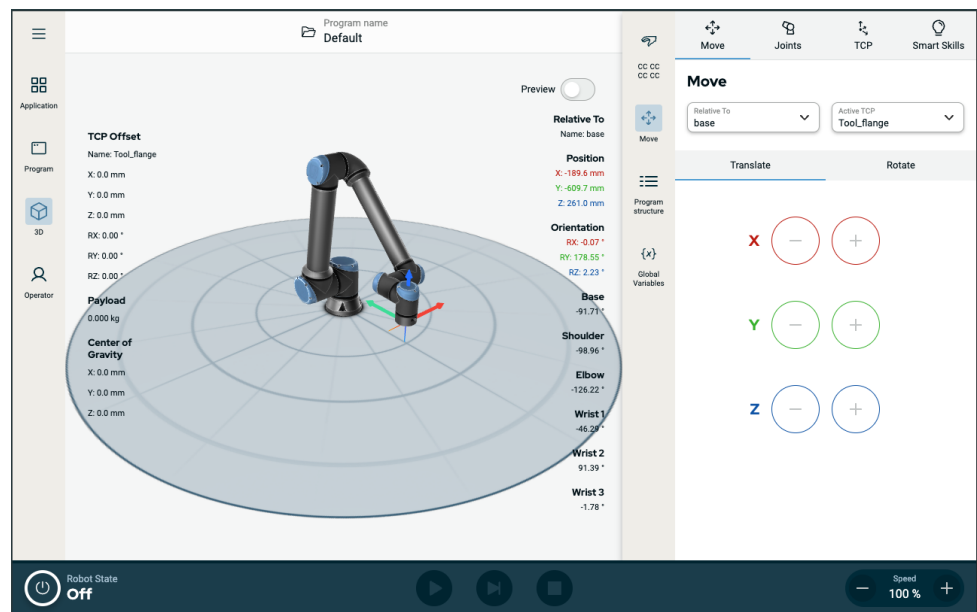 Program name
Default
Application
Program
3D
Operator
Preview
TCP Offset
Name: Tool_flange
X: 0.0 mm
Y: 0.0 mm
Z: 0.0 mm
RX: 0.00 °
RY: 0.00 °
RZ: 0.00 °
Payload
0.000 kg
Center of
Gravity
X: 0.0 mm
Y: 0.0 mm
Z: 0.0 mm
Relative To
Name: base
Position
X: -189.6 mm
Y: -609.7 mm
Z: 261.0 mm
Orientation
RX: -0.07 °
RY: 178.55 °
RZ: 2.23 °
Base
-91.71 °
Shoulder
-98.96 °
Elbow
-126.22 °
Wrist 1
-46.29 °
Wrist 2
91.39 °
Wrist 3
-1.78 °
CC CC
CC CC
Move
Program
structure
{x}
Global
Variables
Move
Joints
TCP
Smart Skills
Move
Relative To
base
Active TCP
Tool_flange
Translate
Rotate
X − +
Y − +
Z − +
Robot State
Off
Speed
− 100 % +